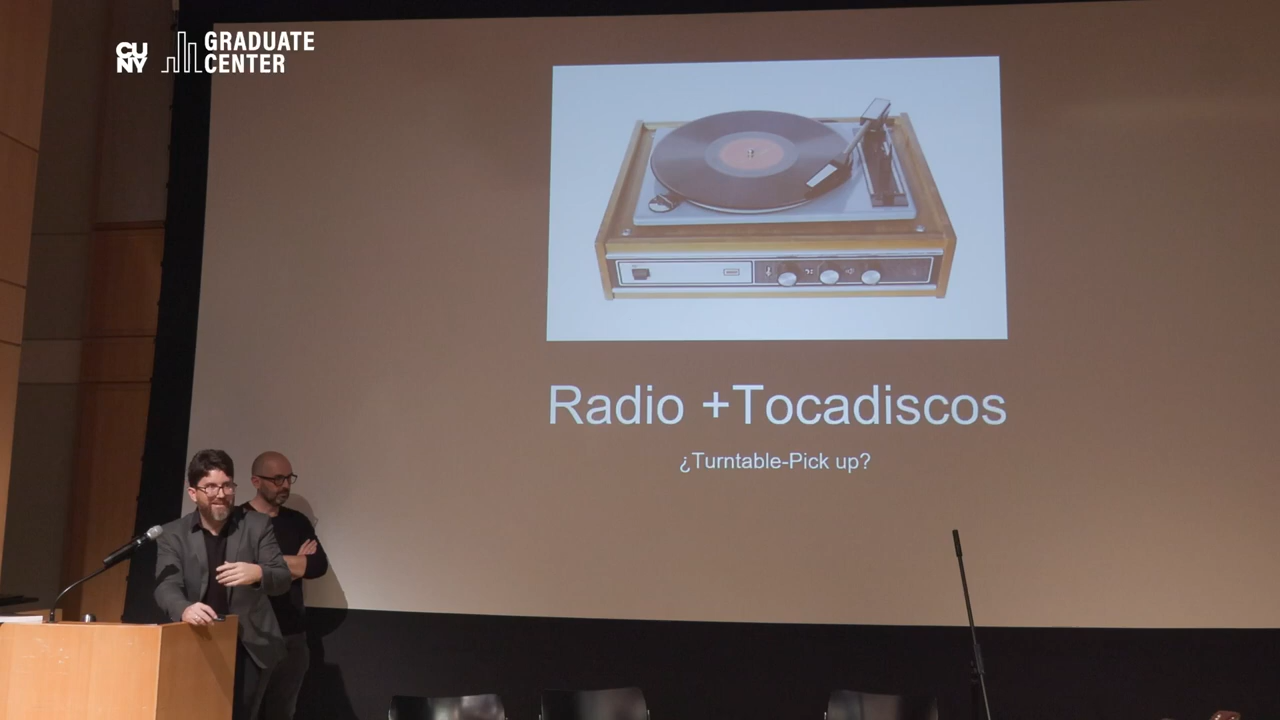 CU
NY
GRADUATE
CENTER
Radio +Tocadiscos
¿Turntable-Pick up?